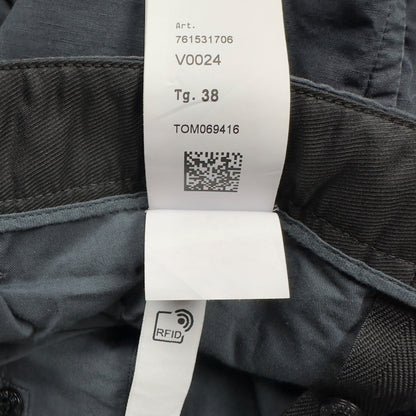 Art.
761531706
V0024
Tg. 38
TOM069416
RFID